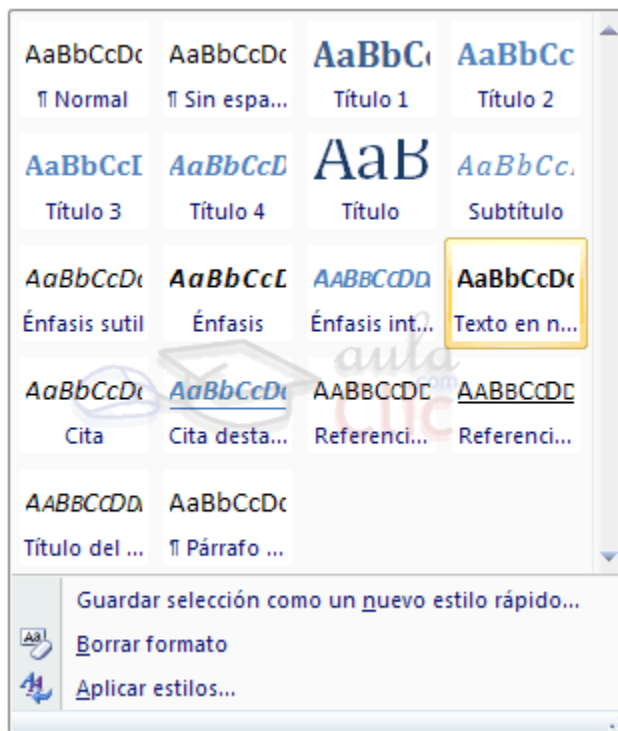 AaBbCcDc AaBbCcDc AaBbC AaBbCc
¶ Normal ¶ Sin espa... Título 1 Título 2
AaBbCcI AaBbCcD AaB AaBbCc.
Título 3 Título 4 Título Subtítulo
AaBbCcDc AaBbCcL AABBCCDD AaBbCcDc
Énfasis sutil Énfasis Énfasis int... Texto en n...
aula
.com
Clic
AaBbCcDc AaBbCcDc AABBCCDD AABBCCDD
Cita Cita desta... Referenci... Referenci...
AABBCCDD AaBbCcDc
Título del ... ¶ Párrafo ...
Guardar selección como un nuevo estilo rápido...
Borrar formato
Aplicar estilos...